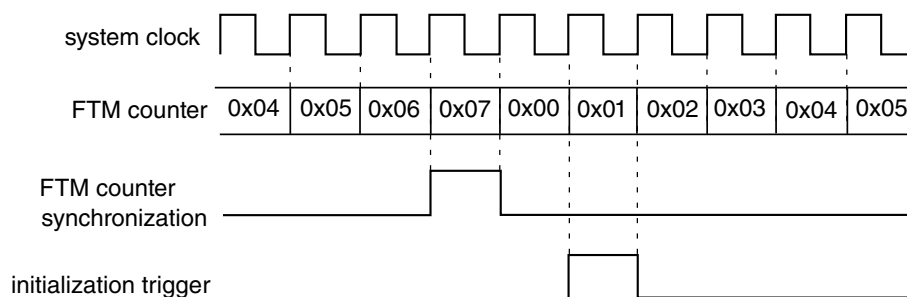 system clock
FTM counter 0x04 0x05 0x06 0x07 0x00 0x01 0x02 0x03 0x04 0x05
FTM counter
synchronization
initialization trigger